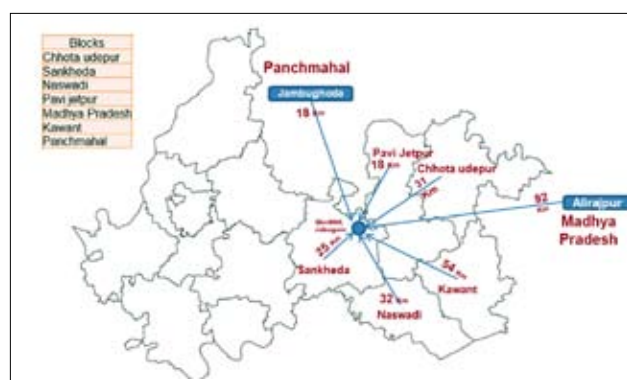 Blocks
Chhota udepur
Sankheda
Naswadi
Pavi jetpur
Madhya Pradesh
Kawant
Panchmahal
Panchmahal
Jambughoda
18 Km
Pavi Jetpur
18 Km
Chhota udepur
31 Km
92 Km
Alirajpur
Madhya
Pradesh
25 Km
Sankheda
54 Km
Kawant
32 Km
Naswadi